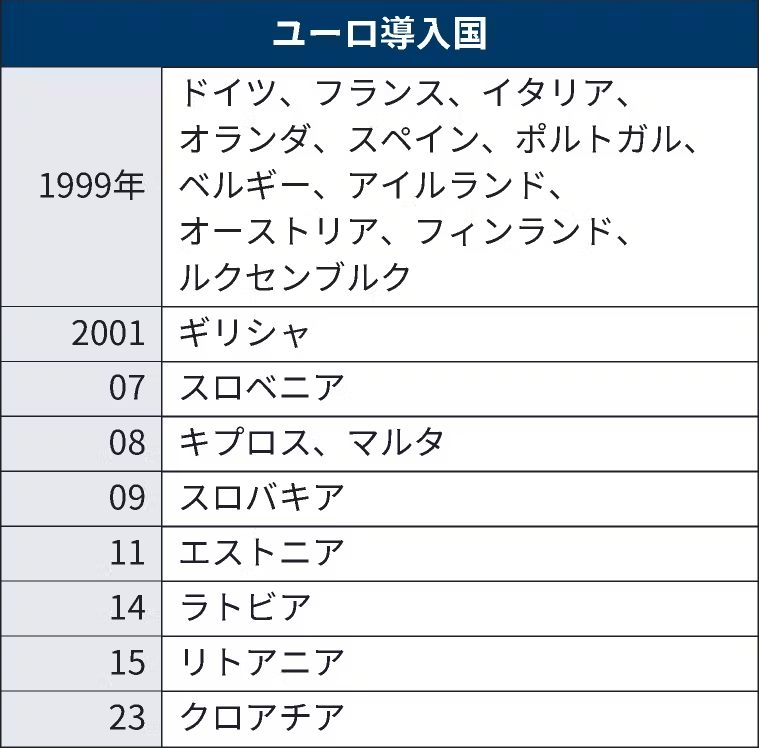 ユーロ導入国
1999年
ドイツ、フランス、イタリア、
オランダ、スペイン、ポルトガル、
ベルギー、アイルランド、
オーストリア、フィンランド、
ルクセンブルク
2001 ギリシャ
07 スロベニア
08 キプロス、マルタ
09 スロバキア
11 エストニア
14 ラトビア
15 リトアニア
23 クロアチア